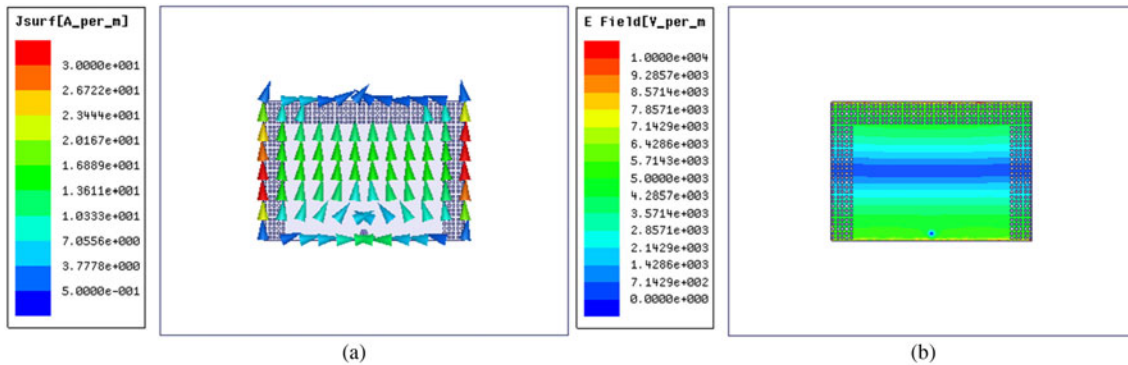 Jsurf[A_per_m]
3.0000e+001
2.6722e+001
2.3444e+001
2.0167e+001
1.6889e+001
1.3611e+001
1.0333e+001
7.0556e+000
3.7778e+000
5.0000e-001
(a)
E Field[V_per_m
1.0000e+004
9.2857e+003
8.5714e+003
7.8571e+003
7.1429e+003
6.4286e+003
5.7143e+003
5.0000e+003
4.2857e+003
3.5714e+003
2.8571e+003
2.1429e+003
1.4286e+003
7.1429e+002
0.0000e+000
(b)